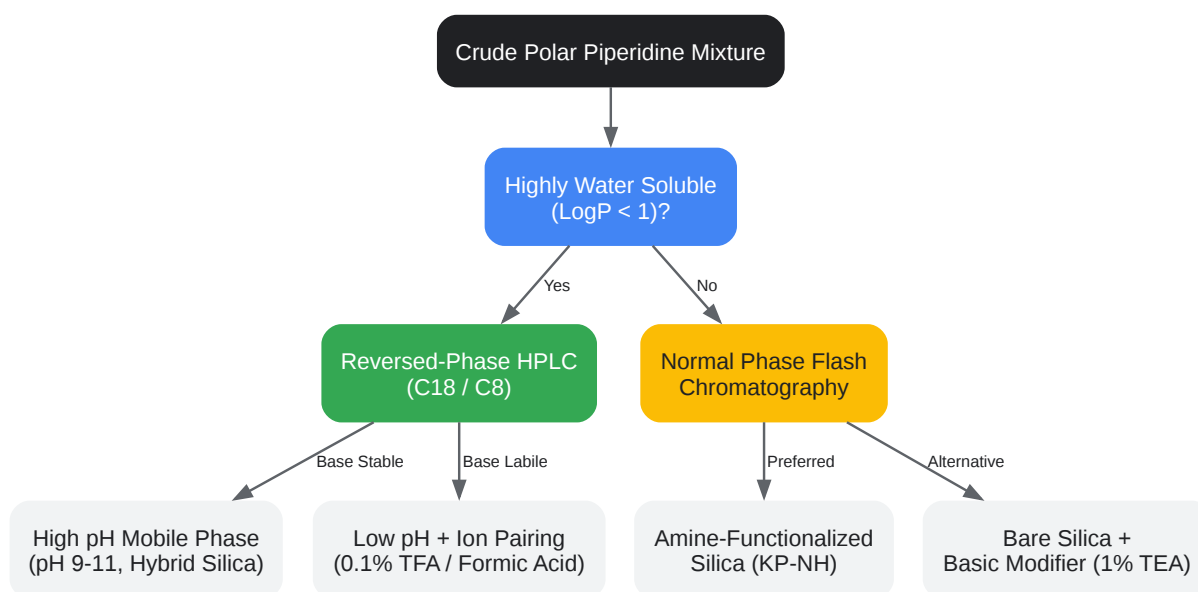 Crude Polar Piperidine Mixture
Highly Water Soluble
(LogP < 1)?
Yes
No
Reversed-Phase HPLC
(C18 / C8)
Normal Phase Flash
Chromatography
Base Stable
Base Labile
Preferred
Alternative
High pH Mobile Phase
(pH 9-11, Hybrid Silica)
Low pH + Ion Pairing
(0.1% TFA / Formic Acid)
Amine-Functionalized
Silica (KP-NH)
Bare Silica +
Basic Modifier (1% TEA)